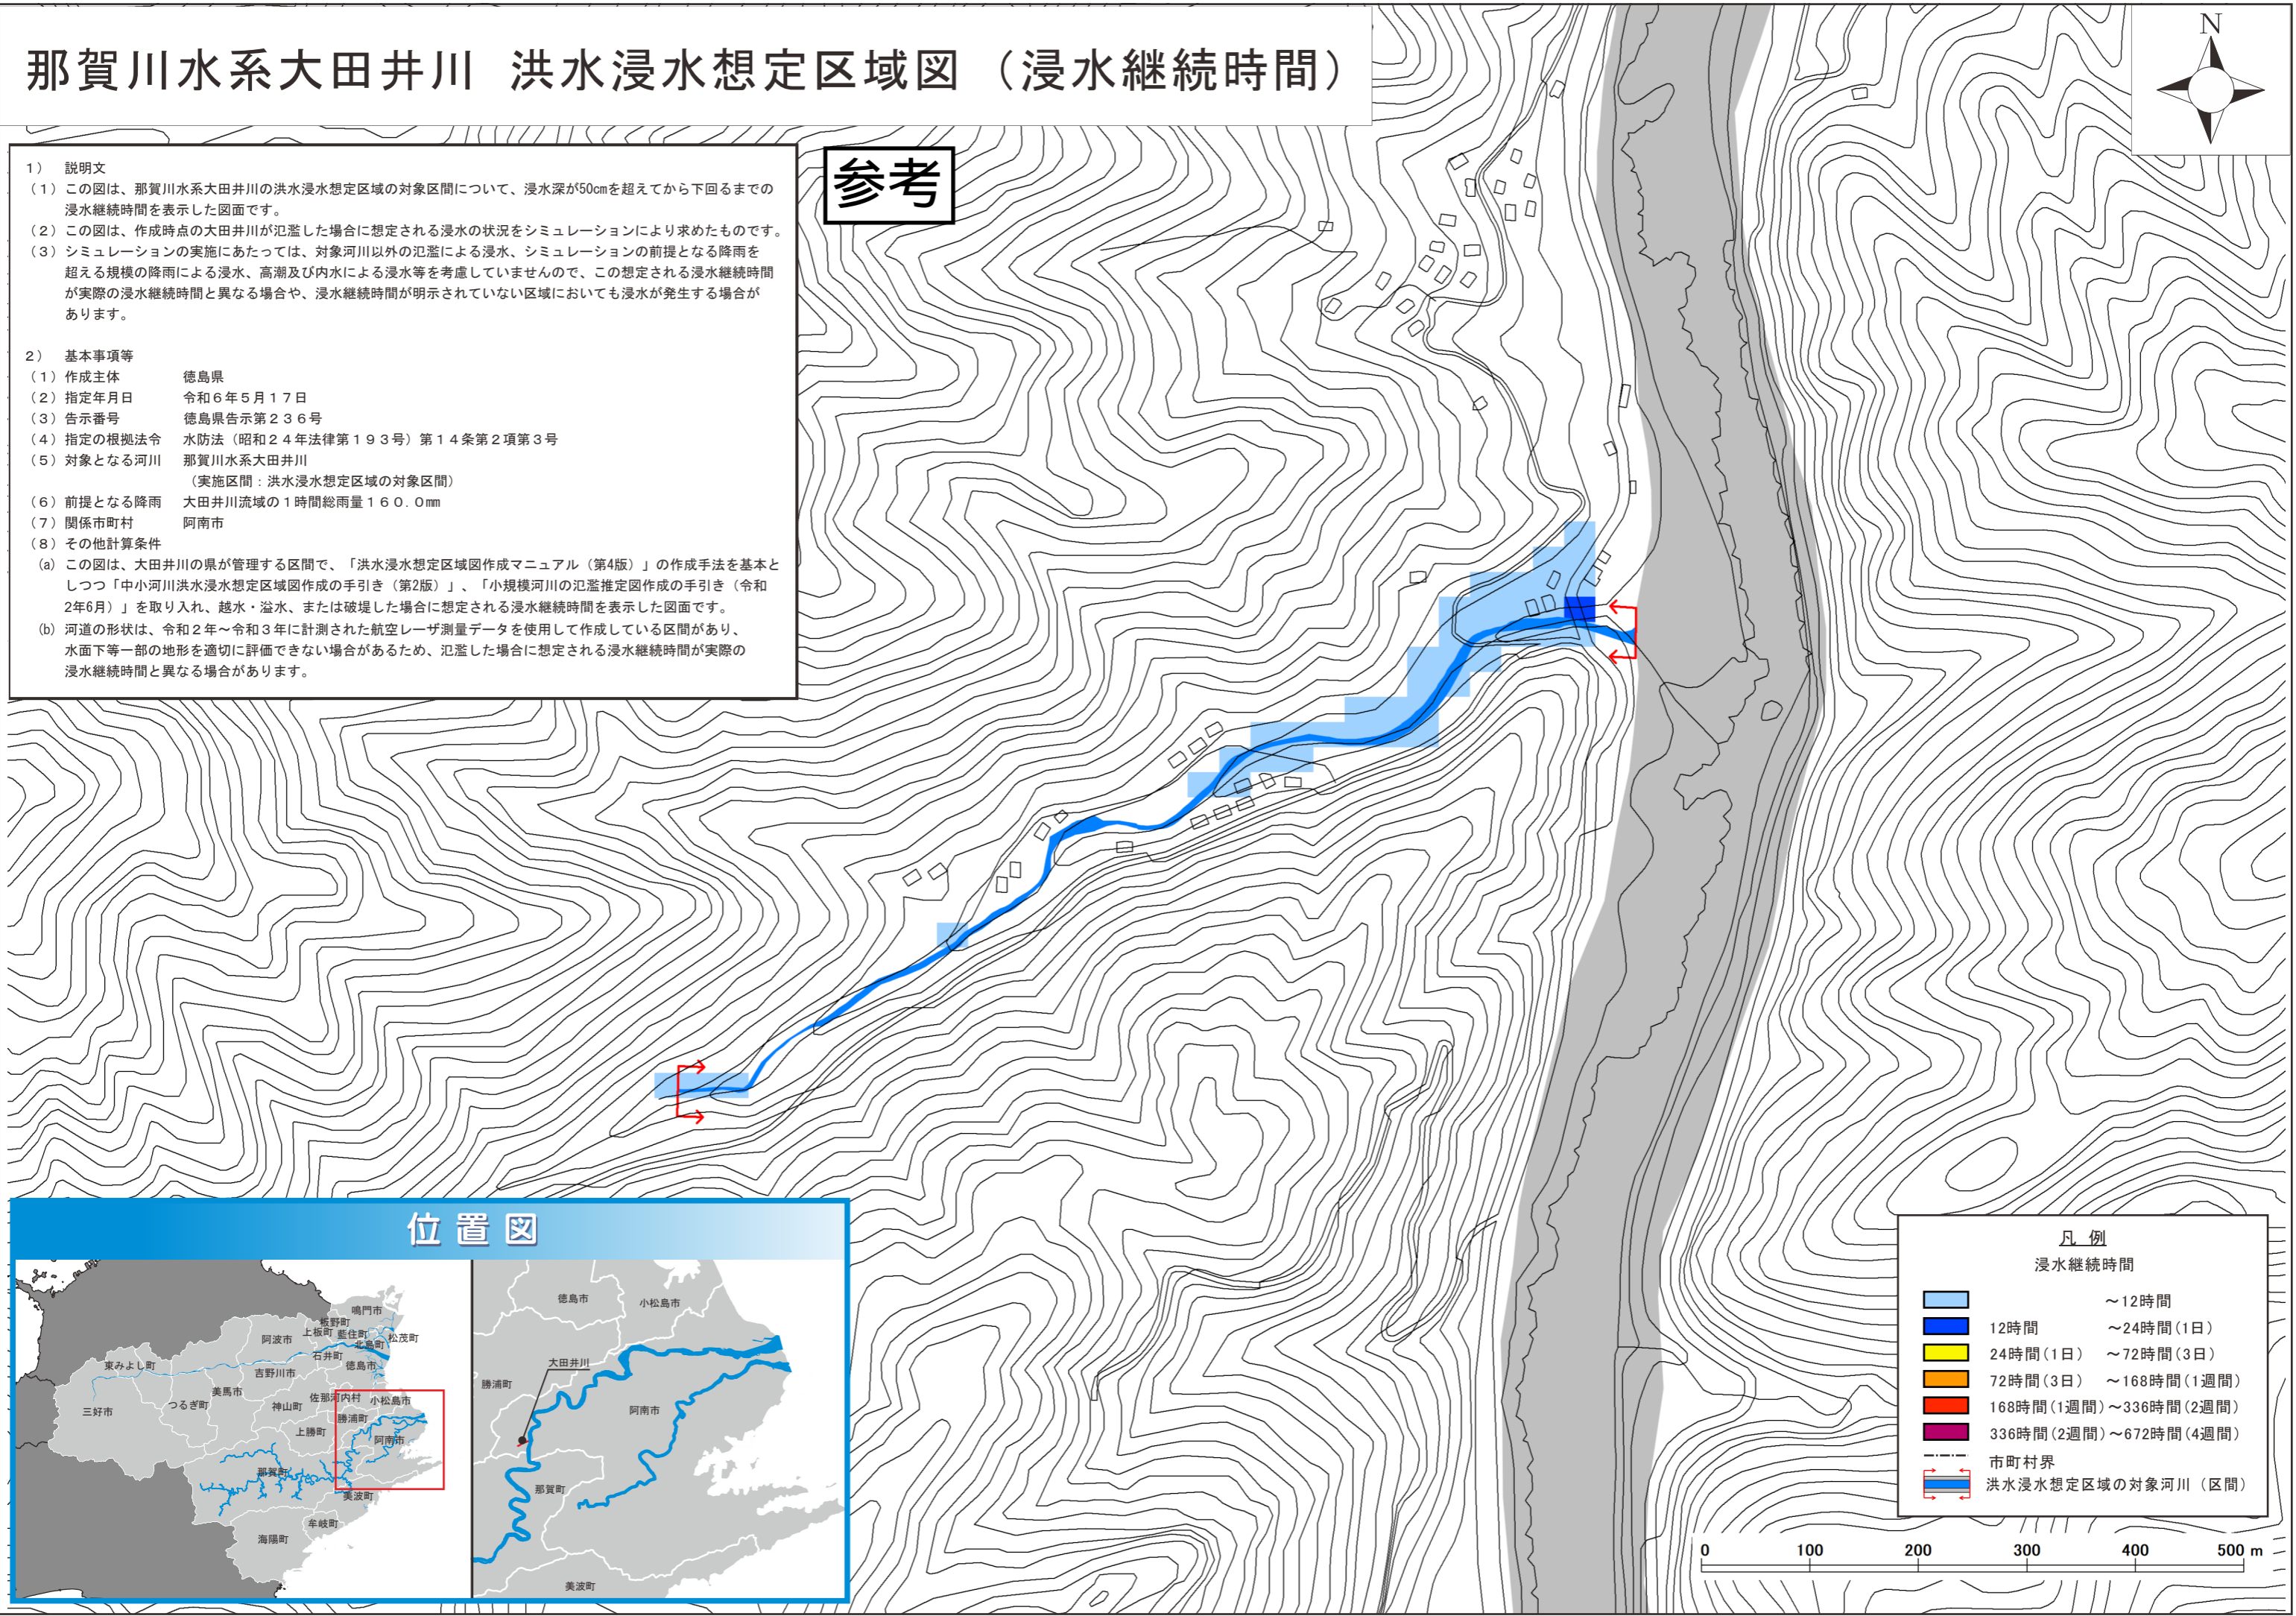 那賀川水系大田井川 洪水浸水想定区域図（浸水継続時間）
N
参考
1） 説明文
（1）この図は、那賀川水系大田井川の洪水浸水想定区域の対象区間について、浸水深が50cmを超えてから下回るまでの
浸水継続時間を表示した図面です。
（2）この図は、作成時点の大田井川が氾濫した場合に想定される浸水の状況をシミュレーションにより求めたものです。
（3）シミュレーションの実施にあたっては、対象河川以外の氾濫による浸水、シミュレーションの前提となる降雨を
超える規模の降雨による浸水、高潮及び内水による浸水等を考慮していませんので、この想定される浸水継続時間
が実際の浸水継続時間と異なる場合や、浸水継続時間が明示されていない区域においても浸水が発生する場合が
あります。
2） 基本事項等
（1）作成主体 徳島県
（2）指定年月日 令和６年５月１７日
（3）告示番号 徳島県告示第２３６号
（4）指定の根拠法令 水防法（昭和２４年法律第１９３号）第１４条第２項第３号
（5）対象となる河川 那賀川水系大田井川
（実施区間：洪水浸水想定区域の対象区間）
（6）前提となる降雨 大田井川流域の１時間総雨量１６０.０㎜
（7）関係市町村 阿南市
（8）その他計算条件
(a) この図は、大田井川の県が管理する区間で、「洪水浸水想定区域図作成マニュアル（第4版）」の作成手法を基本と
しつつ「中小河川洪水浸水想定区域図作成の手引き（第2版）」、「小規模河川の氾濫推定図作成の手引き（令和
2年6月）」を取り入れ、越水・溢水、または破堤した場合に想定される浸水継続時間を表示した図面です。
(b) 河道の形状は、令和２年～令和３年に計測された航空レーザ測量データを使用して作成している区間があり、
水面下等一部の地形を適切に評価できない場合があるため、氾濫した場合に想定される浸水継続時間が実際の
浸水継続時間と異なる場合があります。
位置図
鳴門市
板野町
上板町 藍住町 松茂町
阿波市 北島町
石井町
東みよし町 徳島市
吉野川市
美馬市 佐那河内村 小松島市
つるぎ町 神山町
三好市 勝浦町
上勝町
阿南市
那賀町
美波町
牟岐町
海陽町
徳島市
小松島市
大田井川
勝浦町
阿南市
那賀町
美波町
凡 例
浸水継続時間
～12時間
12時間 ～24時間(1日)
24時間(1日) ～72時間(3日)
72時間(3日) ～168時間(1週間)
168時間(1週間)～336時間(2週間)
336時間(2週間)～672時間(4週間)
市町村界
洪水浸水想定区域の対象河川（区間）
0 100 200 300 400 500 m